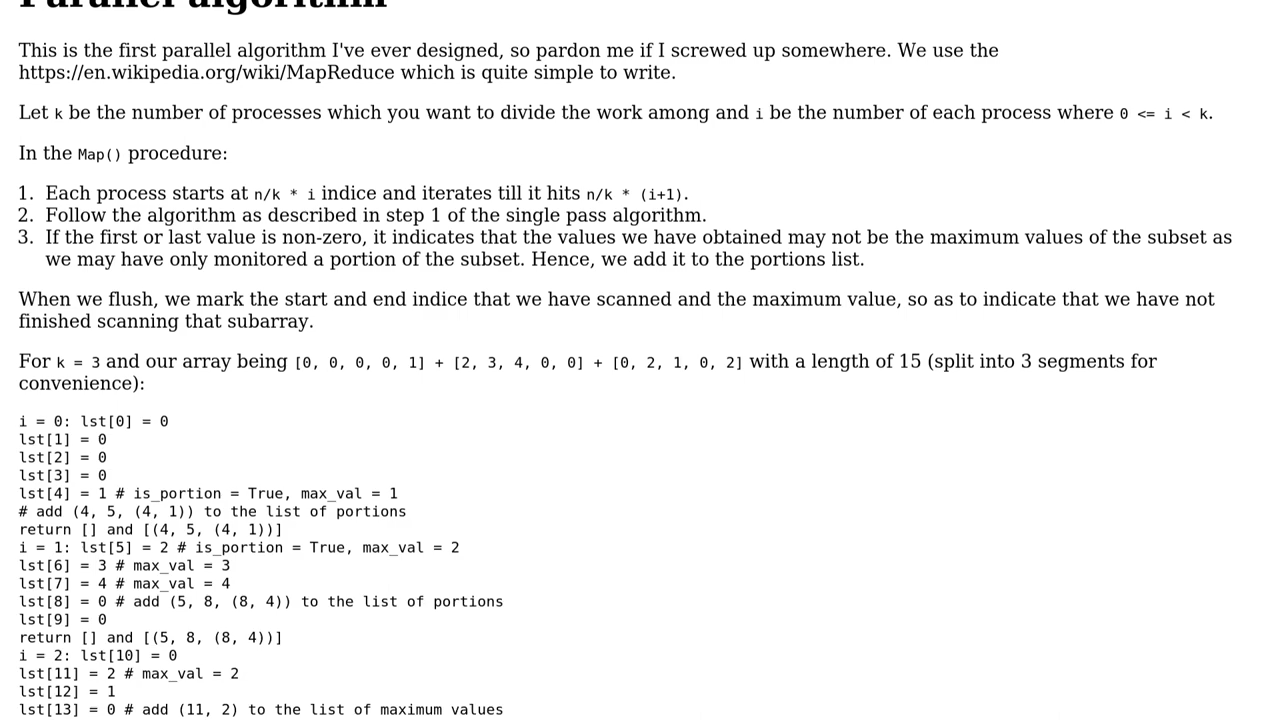 Parallel algorithm
This is the first parallel algorithm I've ever designed, so pardon me if I screwed up somewhere. We use the
https://en.wikipedia.org/wiki/MapReduce which is quite simple to write.
Let k be the number of processes which you want to divide the work among and i be the number of each process where 0 <= i < k.
In the Map() procedure:
1. Each process starts at n/k * i indice and iterates till it hits n/k * (i+1).
2. Follow the algorithm as described in step 1 of the single pass algorithm.
3. If the first or last value is non-zero, it indicates that the values we have obtained may not be the maximum values of the subset as
we may have only monitored a portion of the subset. Hence, we add it to the portions list.
When we flush, we mark the start and end indice that we have scanned and the maximum value, so as to indicate that we have not
finished scanning that subarray.
For k = 3 and our array being [0, 0, 0, 0, 1] + [2, 3, 4, 0, 0] + [0, 2, 1, 0, 2] with a length of 15 (split into 3 segments for
convenience):
i = 0: lst[0] = 0
lst[1] = 0
lst[2] = 0
lst[3] = 0
lst[4] = 1 # is_portion = True, max_val = 1
# add (4, 5, (4, 1)) to the list of portions
return [] and [(4, 5, (4, 1))]
i = 1: lst[5] = 2 # is_portion = True, max_val = 2
lst[6] = 3 # max_val = 3
lst[7] = 4 # max_val = 4
lst[8] = 0 # add (5, 8, (8, 4)) to the list of portions
lst[9] = 0
return [] and [(5, 8, (8, 4))]
i = 2: lst[10] = 0
lst[11] = 2 # max_val = 2
lst[12] = 1
lst[13] = 0 # add (11, 2) to the list of maximum values